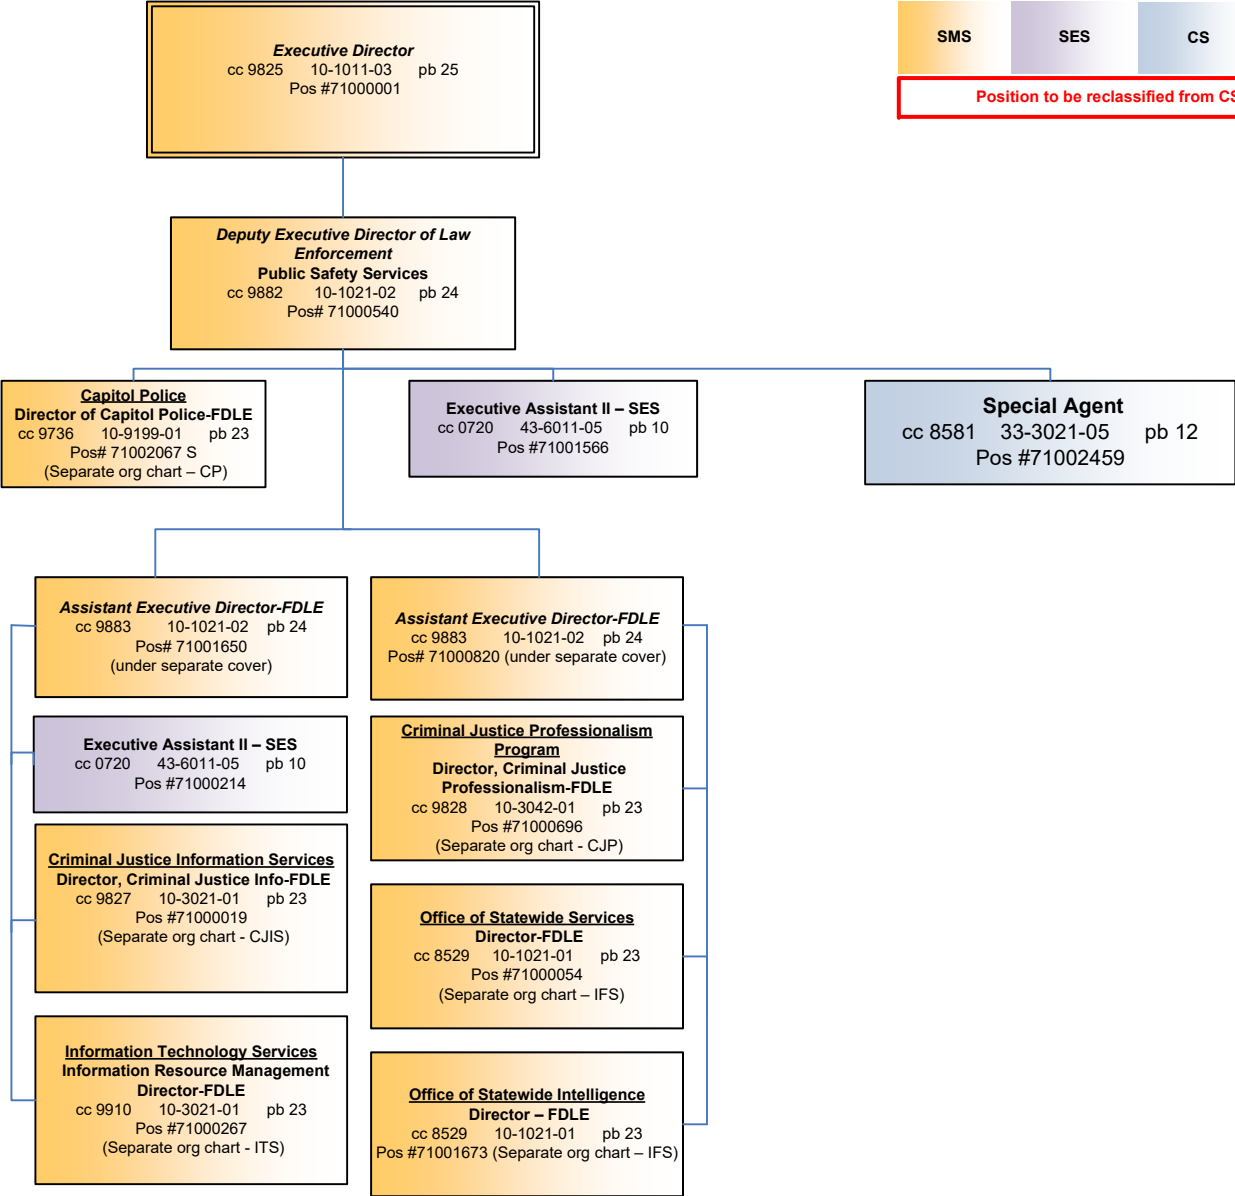 Executive Director
cc 9825 10-1011-03 pb 25
Pos #71000001
SMS
SES
CS
Position to be reclassified from CS
Deputy Executive Director of Law
Enforcement
Public Safety Services
cc 9882 10-1021-02 pb 24
Pos# 71000540
Capitol Police
Director of Capitol Police-FDLE
cc 9736 10-9199-01 pb 23
Pos# 71002067 S
(Separate org chart – CP)
Executive Assistant II – SES
cc 0720 43-6011-05 pb 10
Pos #71001566
Special Agent
cc 8581 33-3021-05 pb 12
Pos #71002459
Assistant Executive Director-FDLE
cc 9883 10-1021-02 pb 24
Pos# 71001650
(under separate cover)
Executive Assistant II – SES
cc 0720 43-6011-05 pb 10
Pos #71000214
Criminal Justice Information Services
Director, Criminal Justice Info-FDLE
cc 9827 10-3021-01 pb 23
Pos #71000019
(Separate org chart - CJIS)
Information Technology Services
Information Resource Management
Director-FDLE
cc 9910 10-3021-01 pb 23
Pos #71000267
(Separate org chart - ITS)
Assistant Executive Director-FDLE
cc 9883 10-1021-02 pb 24
Pos# 71000820 (under separate cover)
Criminal Justice Professionalism
Program
Director, Criminal Justice
Professionalism-FDLE
cc 9828 10-3042-01 pb 23
Pos #71000696
(Separate org chart - CJP)
Office of Statewide Services
Director-FDLE
cc 8529 10-1021-01 pb 23
Pos #71000054
(Separate org chart – IFS)
Office of Statewide Intelligence
Director – FDLE
cc 8529 10-1021-01 pb 23
Pos #71001673 (Separate org chart – IFS)